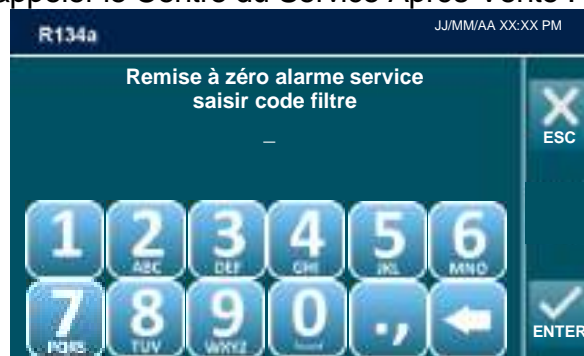 appeler le Centre du Service Après Vente .
R134a
JJ/MM/AA XX:XX PM
Remise à zéro alarme service
saisir code filtre
_
ESC
1 2 3 4 5 6
ABC DEF GHI JKL MNO
7 8 9 0 . ,
PQRS TUV WXYZ
ENTER